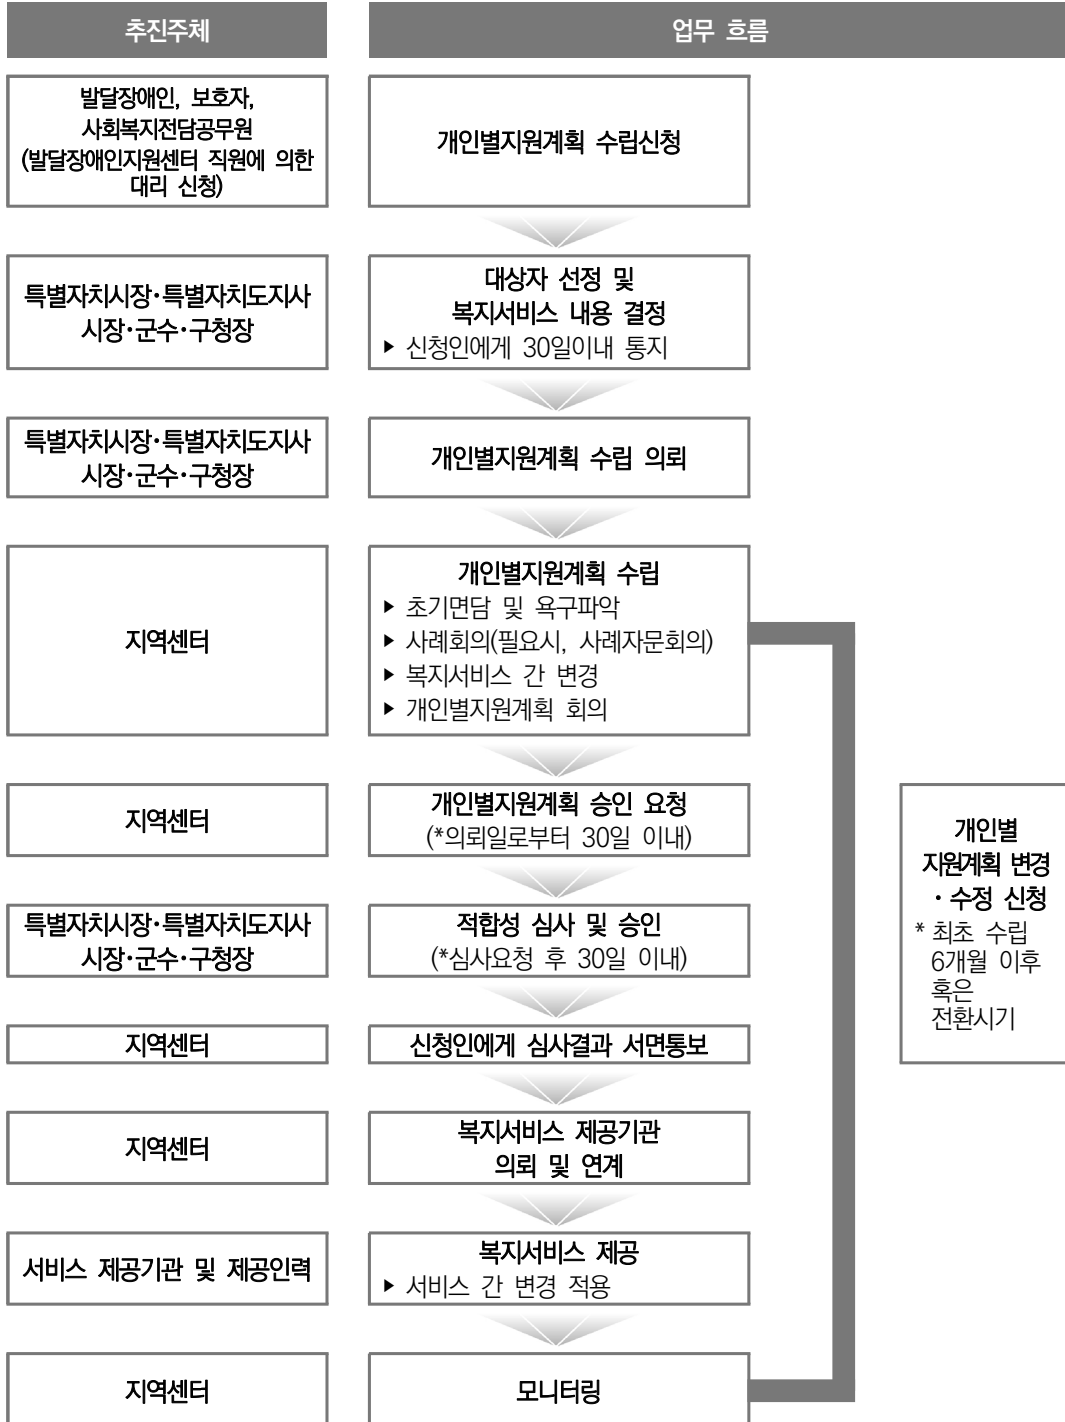 추진주체
업무 흐름
발달장애인, 보호자,
사회복지전담공무원
(발달장애인지원센터 직원에 의한
대리 신청)
개인별지원계획 수립신청
특별자치시장·특별자치도지사
시장·군수·구청장
대상자 선정 및
복지서비스 내용 결정
▶ 신청인에게 30일이내 통지
특별자치시장·특별자치도지사
시장·군수·구청장
개인별지원계획 수립 의뢰
지역센터
개인별지원계획 수립
▶ 초기면담 및 욕구파악
▶ 사례회의(필요시, 사례자문회의)
▶ 복지서비스 간 변경
▶ 개인별지원계획 회의
지역센터
개인별지원계획 승인 요청
(*의뢰일로부터 30일 이내)
개인별
지원계획 변경
· 수정 신청
* 최초 수립
6개월 이후
혹은
전환시기
특별자치시장·특별자치도지사
시장·군수·구청장
적합성 심사 및 승인
(*심사요청 후 30일 이내)
지역센터
신청인에게 심사결과 서면통보
지역센터
복지서비스 제공기관
의뢰 및 연계
서비스 제공기관 및 제공인력
복지서비스 제공
▶ 서비스 간 변경 적용
지역센터
모니터링